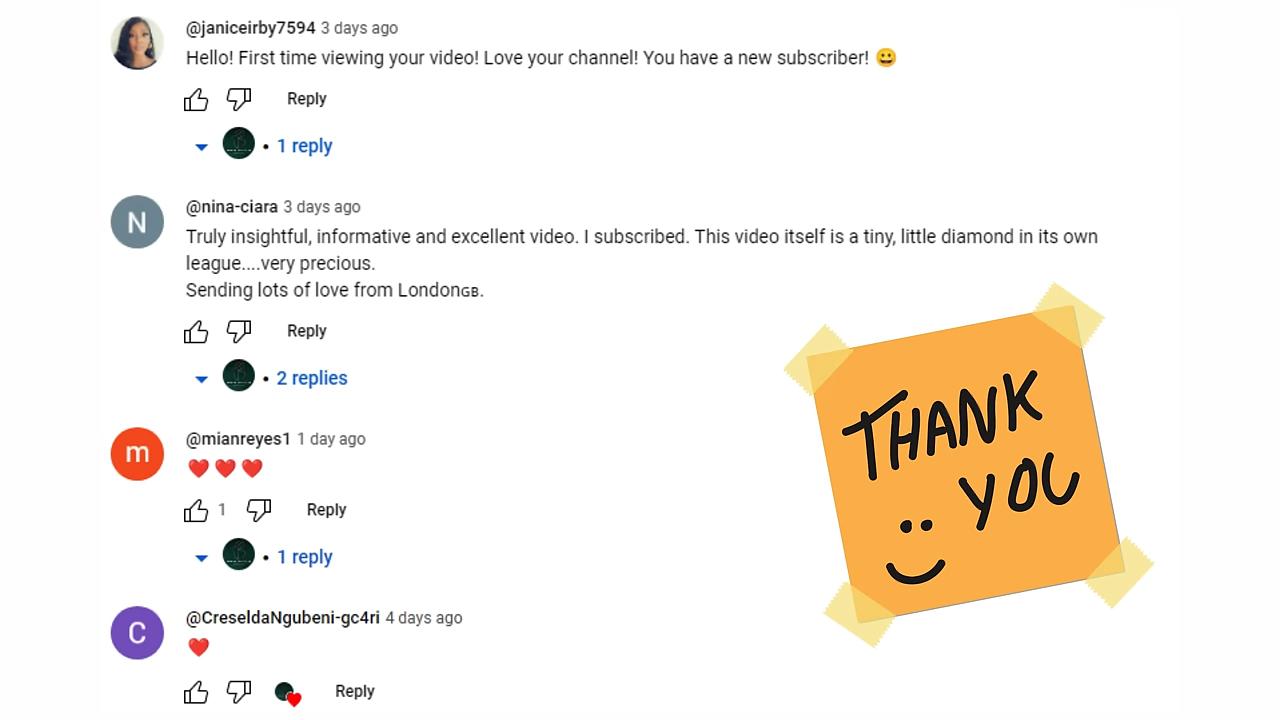 @janiceirby7594 3 days ago
Hello! First time viewing your video! Love your channel! You have a new subscriber! 😀
Reply
1 reply
N
@nina-ciara 3 days ago
Truly insightful, informative and excellent video. I subscribed. This video itself is a tiny, little diamond in its own
league....very precious.
Sending lots of love from LondonGB.
Reply
2 replies
m
@mianreyes1 1 day ago
❤️❤️❤️
1 Reply
1 reply
C
@CreseldaNgubeni-gc4ri 4 days ago
❤️
Reply
THANK
YOU